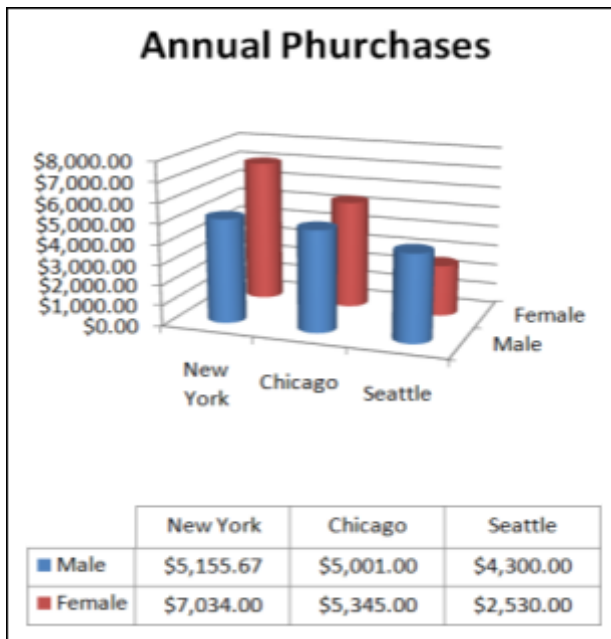 Annual Phurchases
$8,000.00
$7,000.00
$6,000.00
$5,000.00
$4,000.00
$3,000.00
$2,000.00
$1,000.00
$0.00
New
York
Chicago
Seattle
Female
Male
New York Chicago Seattle
Male $5,155.67 $5,001.00 $4,300.00
Female $7,034.00 $5,345.00 $2,530.00